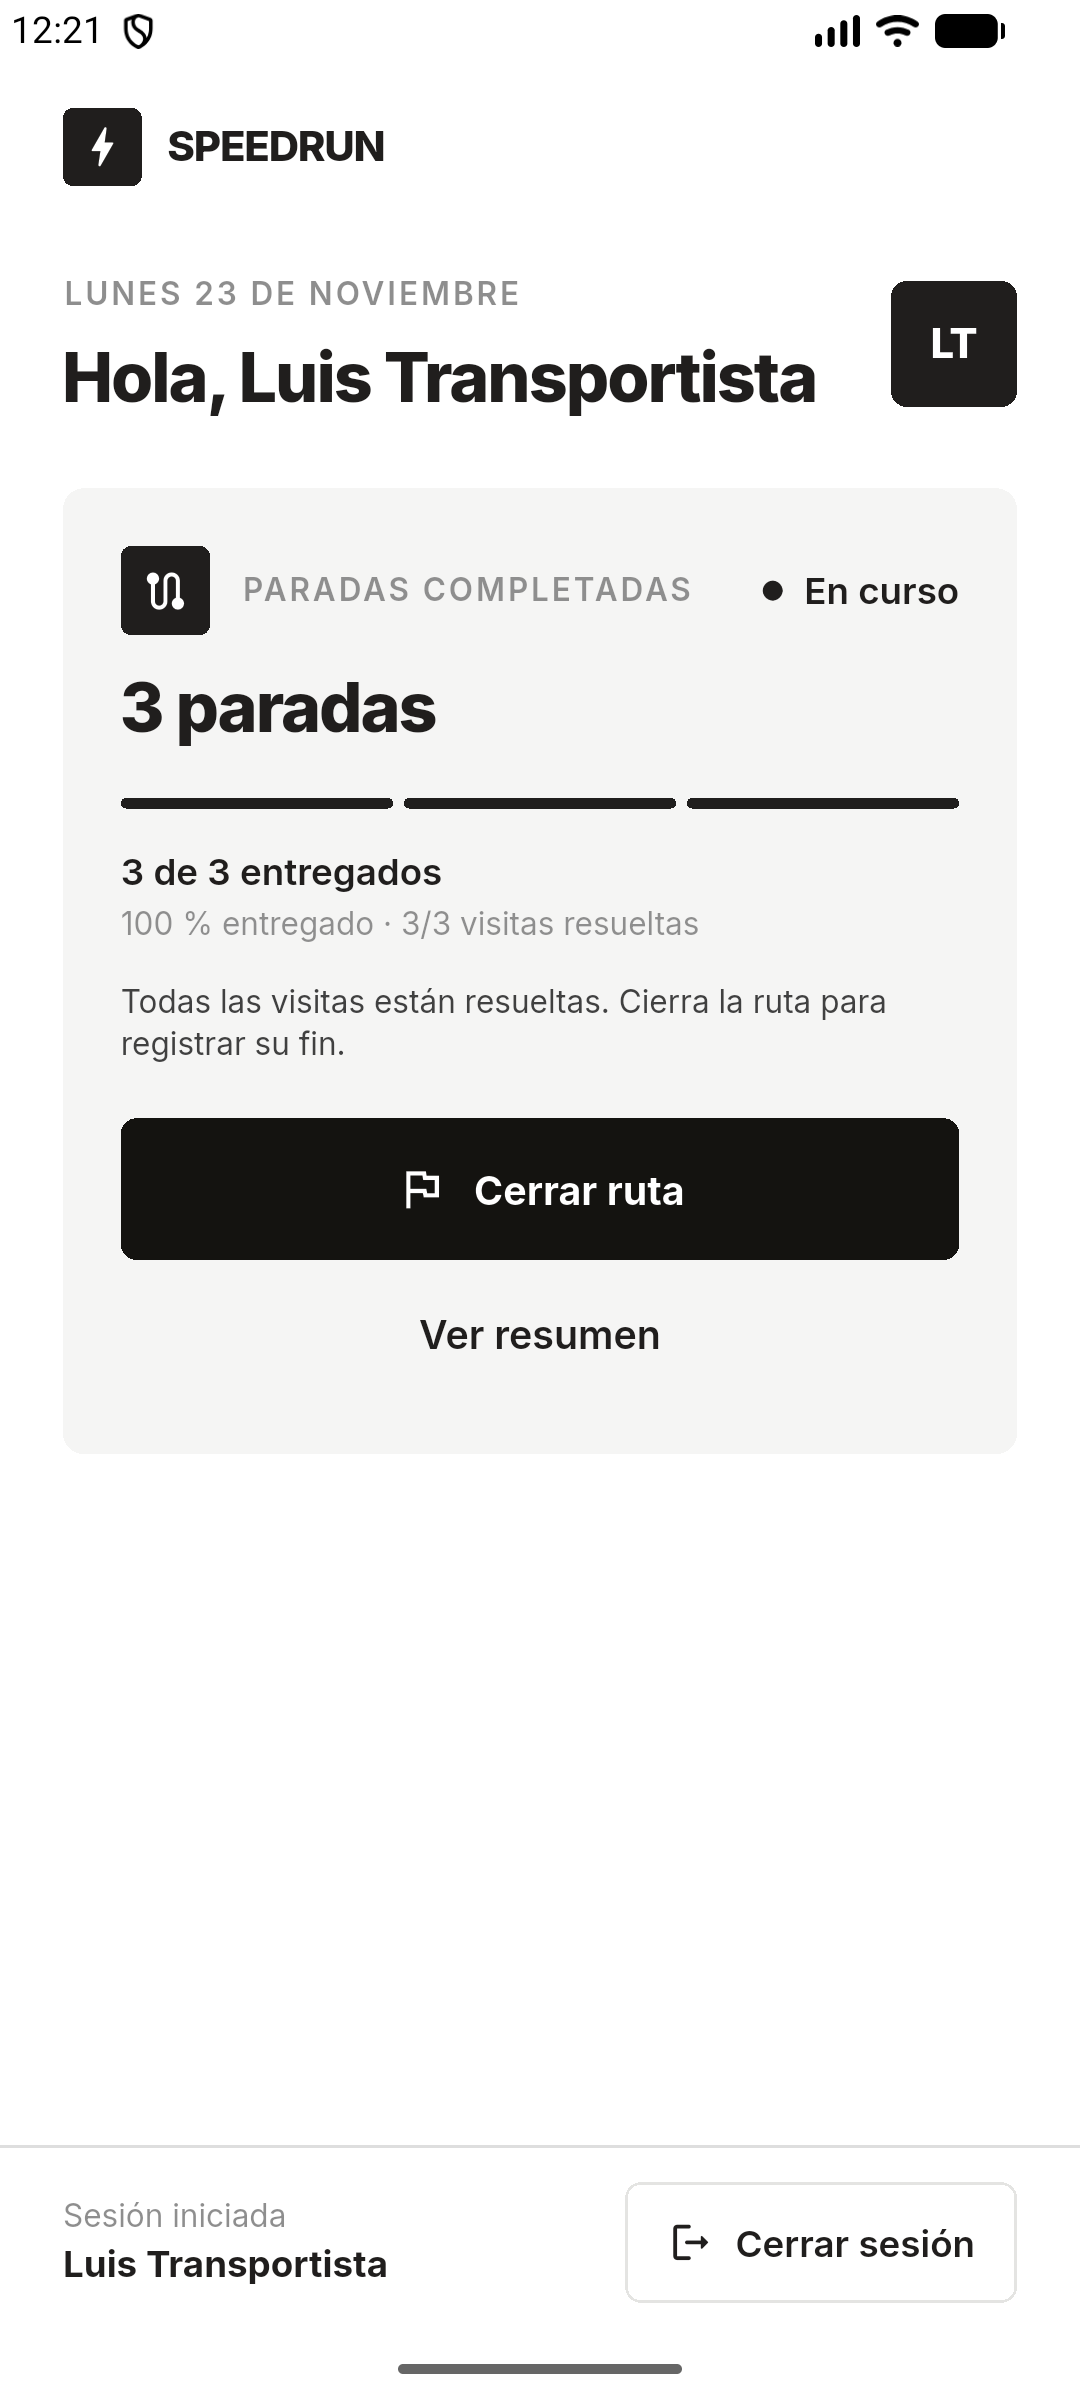 12:21
SPEEDRUN
LUNES 23 DE NOVIEMBRE
Hola, Luis Transportista
LT
PARADAS COMPLETADAS
En curso
3 paradas
3 de 3 entregados
100 % entregado · 3/3 visitas resueltas
Todas las visitas están resueltas. Cierra la ruta para
registrar su fin.
Cerrar ruta
Ver resumen
Sesión iniciada
Luis Transportista
Cerrar sesión